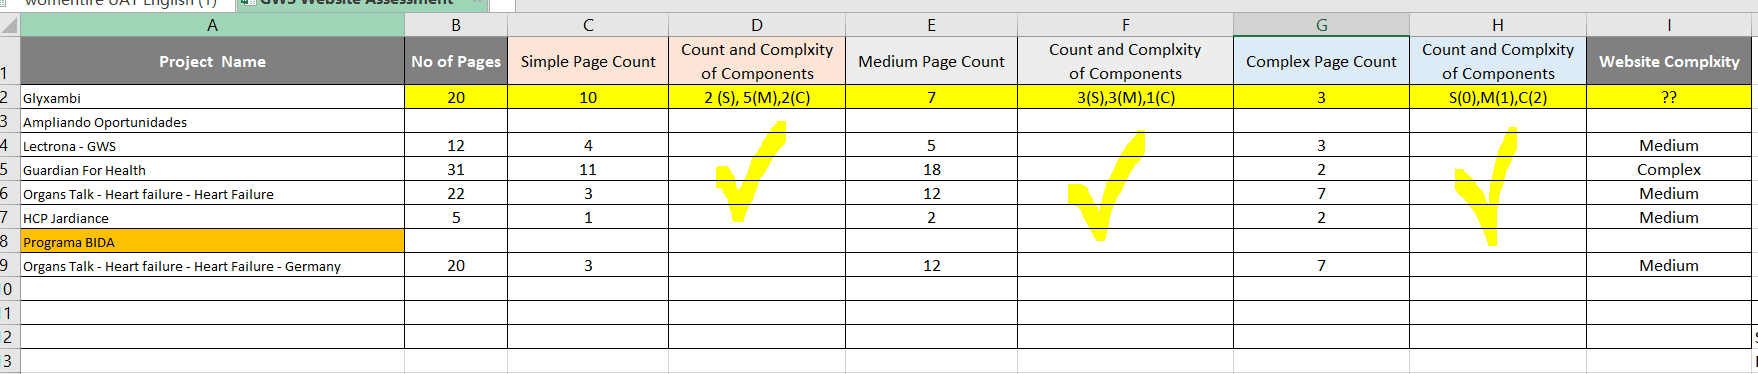 womentire UAT English (1) GWS Website Assessment
A B C D E F G H I
1 Project Name No of Pages Simple Page Count Count and Complxity of Components Medium Page Count Count and Complxity of Components Complex Page Count Count and Complxity of Components Website Complxity
2 Glyxambi 20 10 2 (S), 5(M),2(C) 7 3(S),3(M),1(C) 3 S(0),M(1),C(2) ??
3 Ampliando Oportunidades
4 Lectrona - GWS 12 4 5 3 Medium
5 Guardian For Health 31 11 18 2 Complex
6 Organs Talk - Heart failure - Heart Failure 22 3 12 7 Medium
7 HCP Jardiance 5 1 2 2 Medium
8 Programa BIDA
9 Organs Talk - Heart failure - Heart Failure - Germany 20 3 12 7 Medium
0
1
2
3